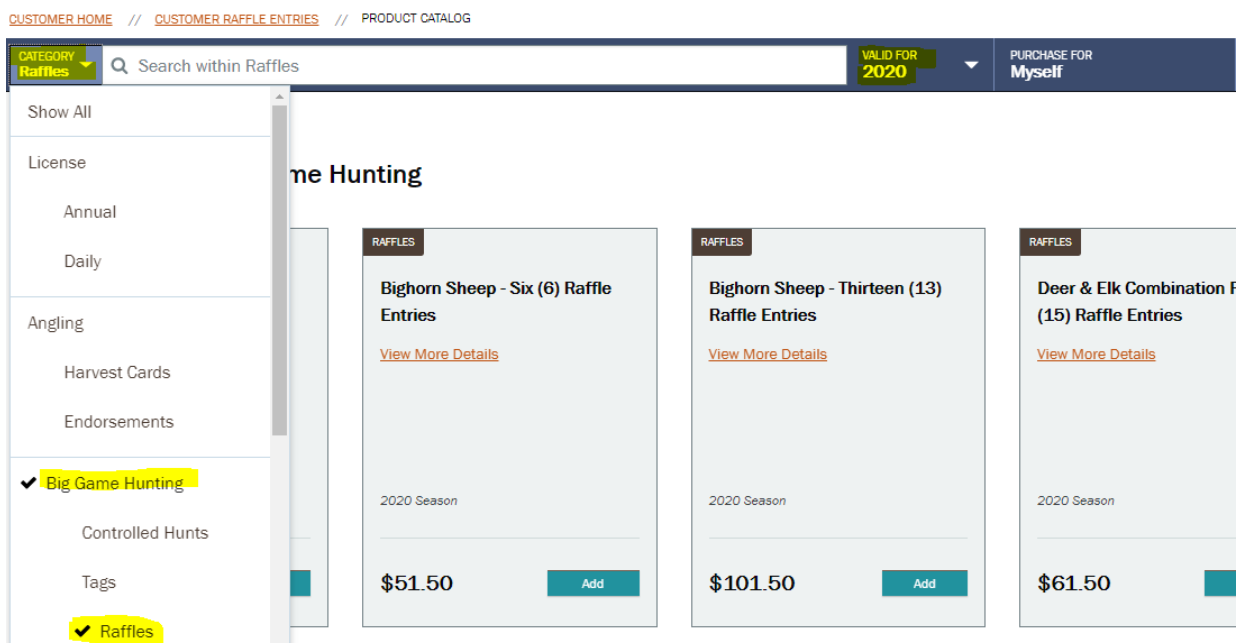 CUSTOMER HOME // CUSTOMER RAFFLE ENTRIES // PRODUCT CATALOG
CATEGORY
Raffles
Search within Raffles
VALID FOR
2020
PURCHASE FOR
Myself
Show All
License
Annual
Daily
Angling
Harvest Cards
Endorsements
Big Game Hunting
Controlled Hunts
Tags
Raffles
me Hunting
RAFFLES
Bighorn Sheep - Six (6) Raffle
Entries
View More Details
2020 Season
$51.50
Add
RAFFLES
Bighorn Sheep - Thirteen (13)
Raffle Entries
View More Details
2020 Season
$101.50
Add
RAFFLES
Deer & Elk Combination
(15) Raffle Entries
View More Details
2020 Season
$61.50